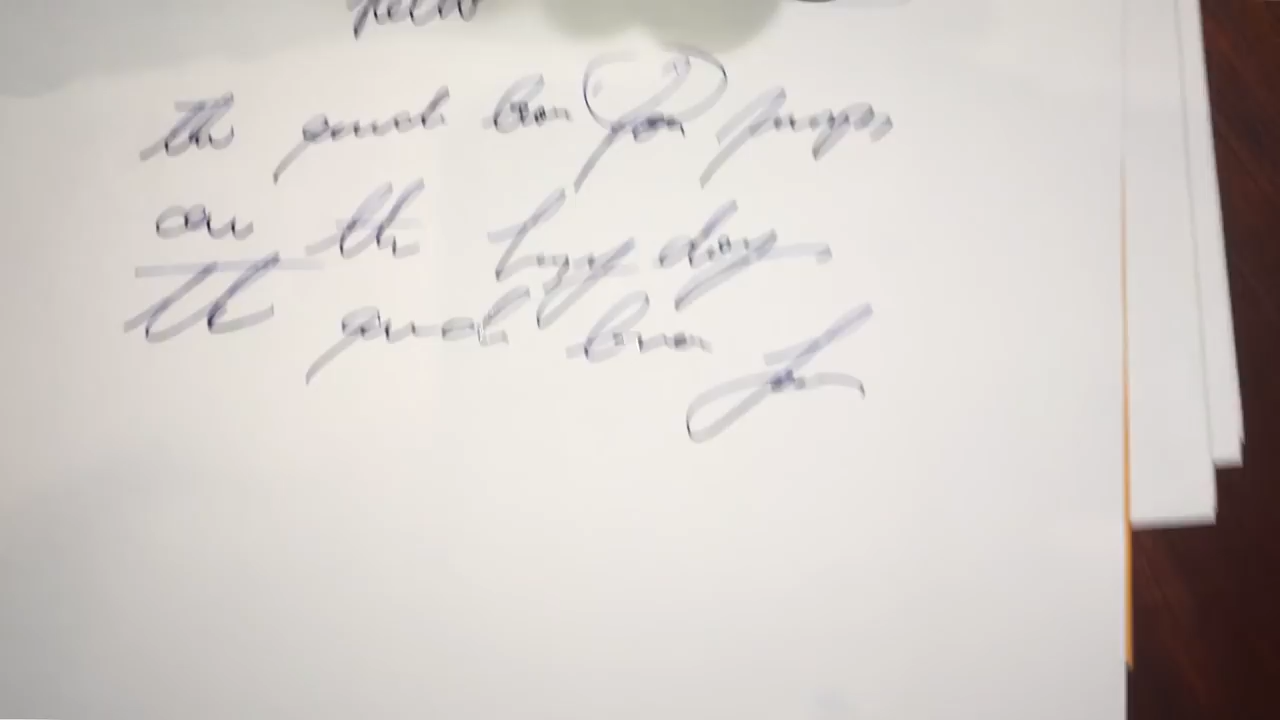 the quick brown fox jumps
over the lazy dog
The quick brown fox